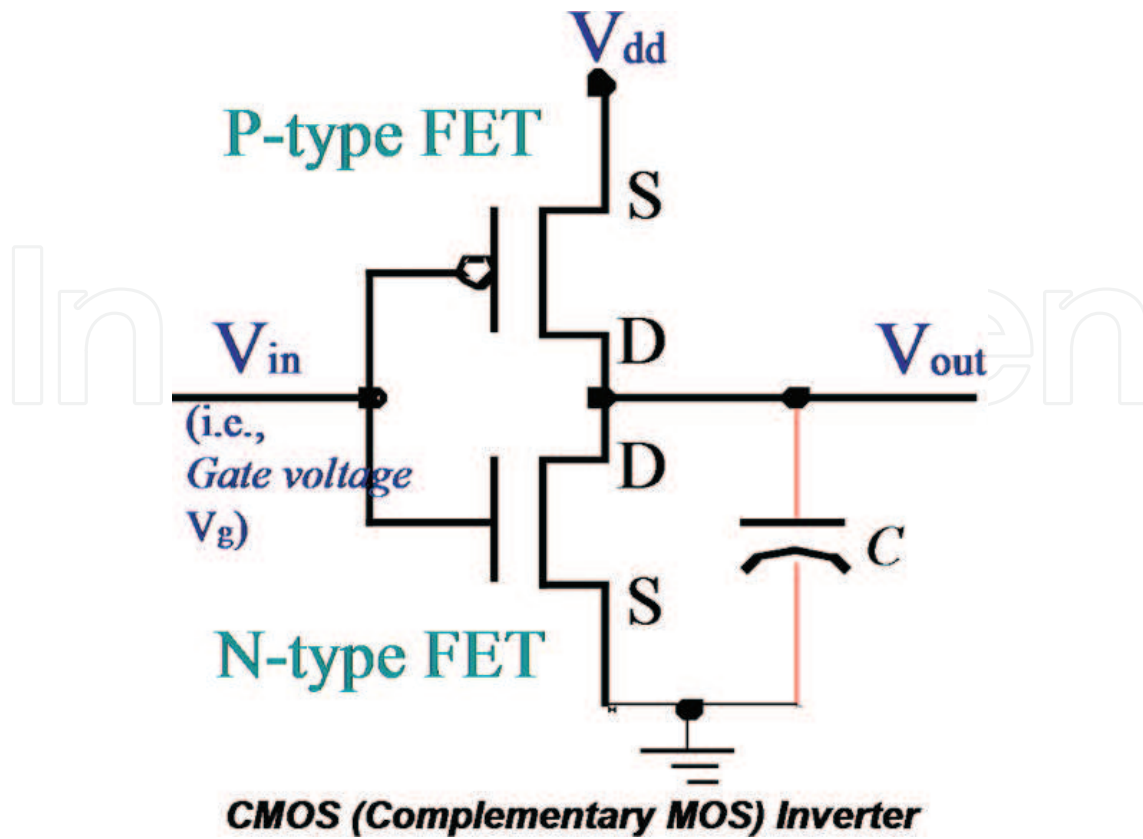 Vdd
P-type FET
S
D
Vin
Vout
(i.e.,
Gate voltage
Vg)
D
C
S
N-type FET
CMOS (Complementary MOS) Inverter